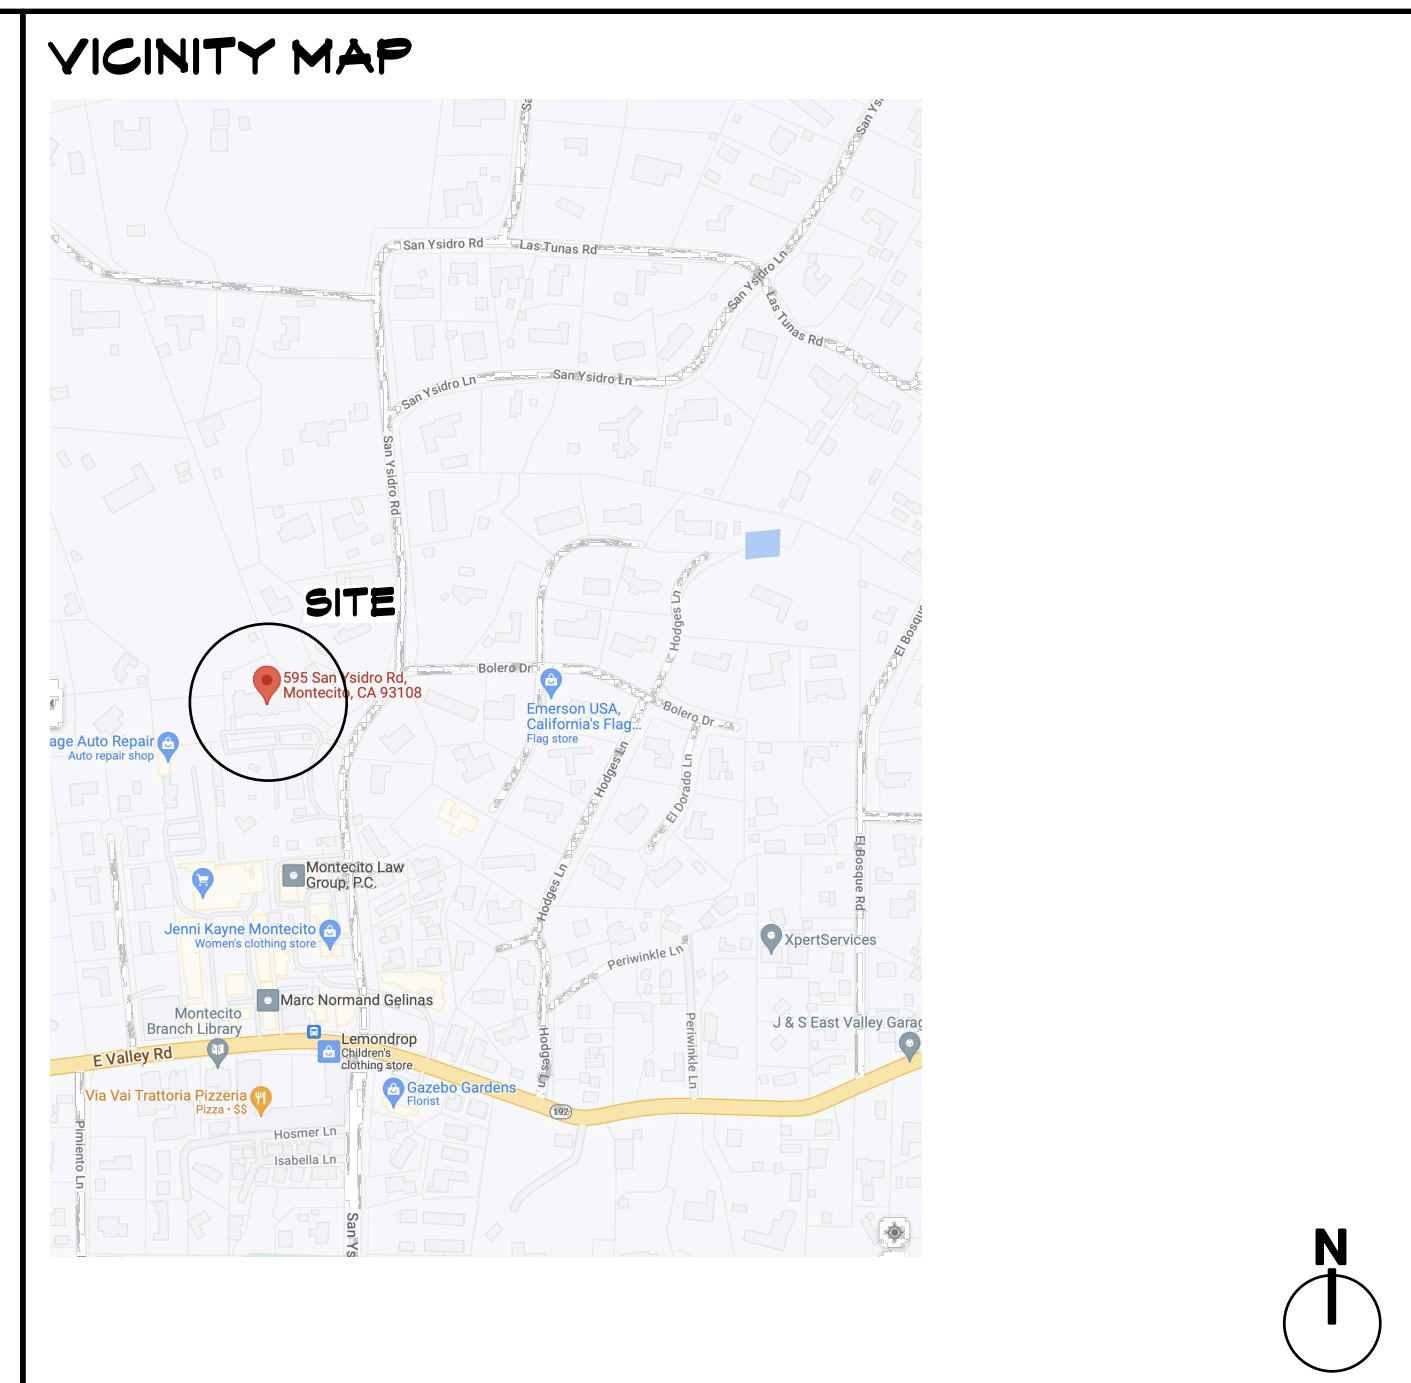 VICINITY MAP
San Ysidro Rd
Las Tunas Rd
San Ysidro Ln
Las Tunas Rd
San Ysidro Ln
San Ysidro Ln
San Ysidro Rd
SITE
Hodges Ln
El Bosque
595 San Ysidro Rd,
Montecito, CA 93108
Bolero Dr
Emerson USA,
California's Flag...
Flag store
Bolero Dr
age Auto Repair
Auto repair shop
Hodges Ln
El Dorado Ln
Montecito Law
Group, P.C.
Hodges Ln
El Bosque Rd
Jenni Kayne Montecito
Women's clothing store
XpertServices
Periwinkle Ln
Marc Normand Gelinas
Montecito
Branch Library
J & S East Valley Garag
Lemondrop
Children's
clothing store
E Valley Rd
Hodges Ln
Periwinkle Ln
Via Vai Trattoria Pizzeria
Pizza • $$
Gazebo Gardens
Florist
192
Hosmer Ln
Isabella Ln
Pimiento Ln
San Ys
N